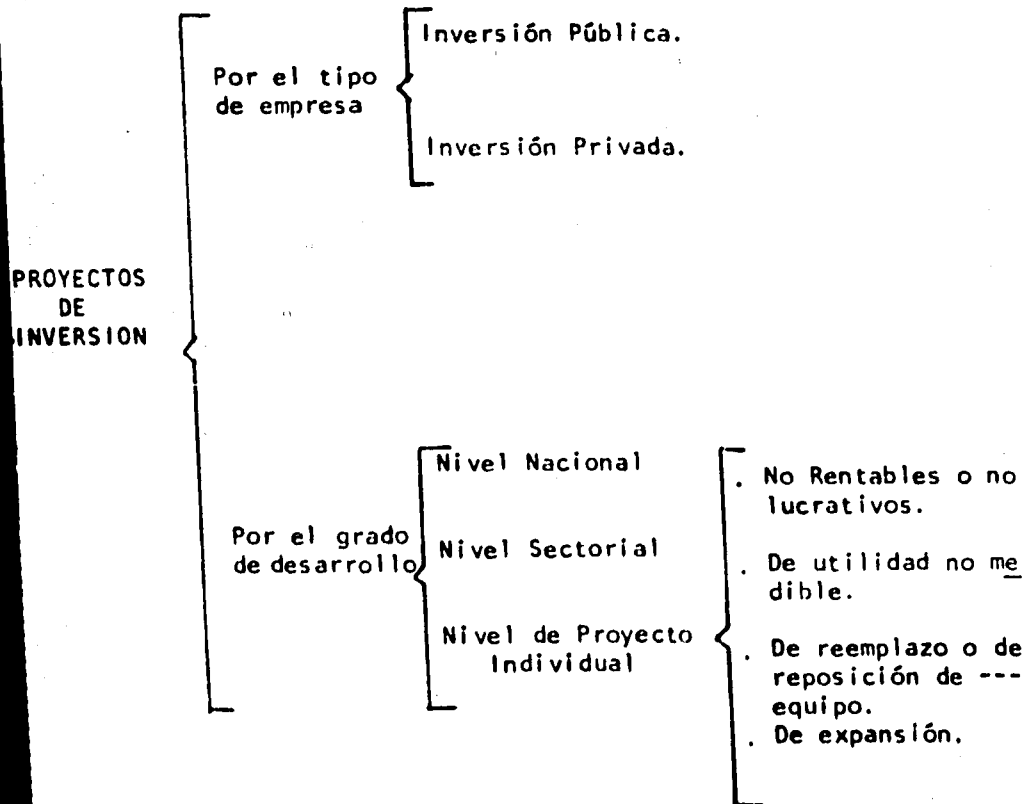 PROYECTOS
DE
INVERSION
Por el tipo
de empresa
Inversión Pública.
Inversión Privada.
Por el grado
de desarrollo
Nivel Nacional
Nivel Sectorial
Nivel de Proyecto
Individual
. No Rentables o no
lucrativos.
. De utilidad no me
dible.
. De reemplazo o de
reposición de ---
equipo.
. De expansión.